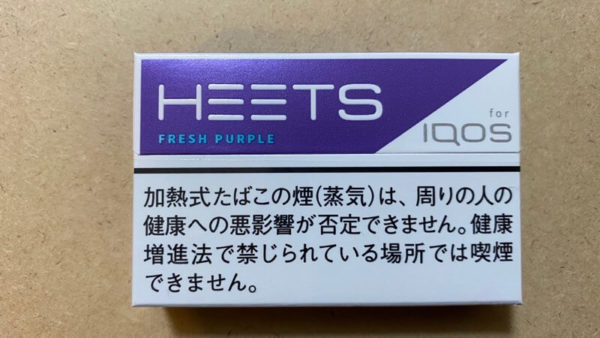 HEETS
FRESH PURPLE
for
IQOS
加熱式たばこの煙(蒸気)は、周りの人の
健康への悪影響が否定できません。健康
増進法で禁じられている場所では喫煙
できません。